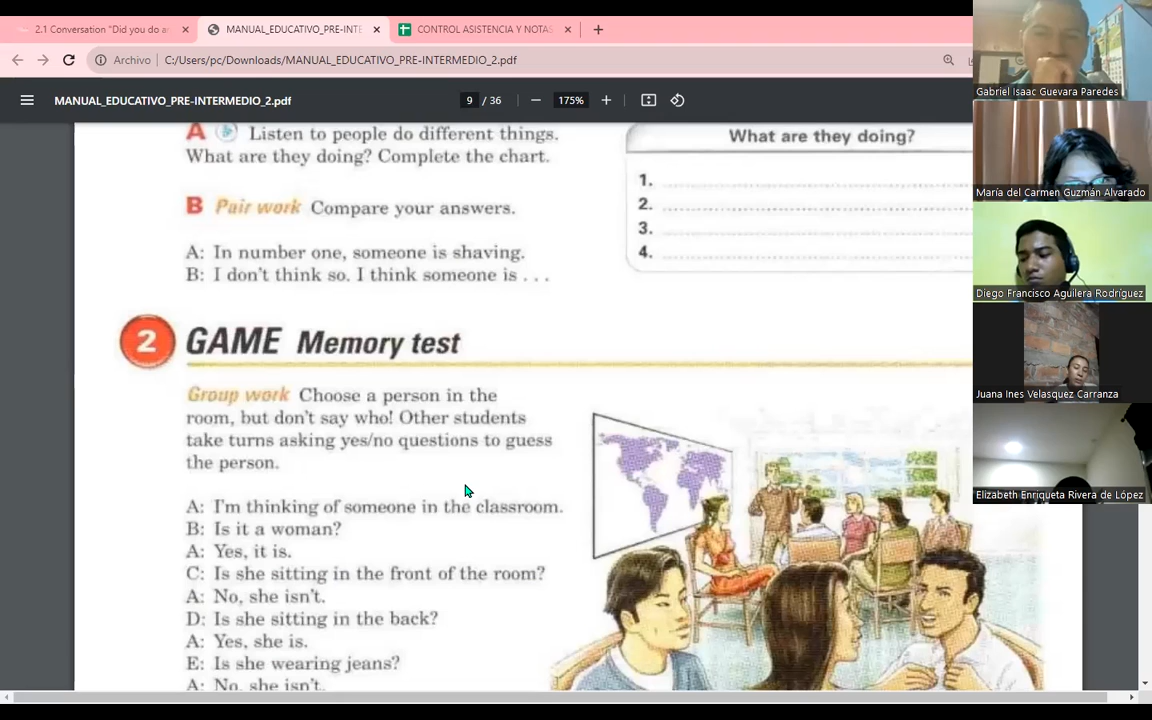 2.1 Conversation "Did you do a
MANUAL_EDUCATIVO_PRE-INTE
CONTROL ASISTENCIA Y NOTAS
Archivo
C:/Users/pc/Downloads/MANUAL_EDUCATIVO_PRE-INTERMEDIO_2.pdf
MANUAL_EDUCATIVO_PRE-INTERMEDIO_2.pdf
9 / 36
175%
A Listen to people do different things.
What are they doing? Complete the chart.
What are they doing?
1.
2.
3.
4.
B Pair work Compare your answers.
A: In number one, someone is shaving.
B: I don't think so. I think someone is . . .
2 GAME Memory test
Group work Choose a person in the
room, but don't say who! Other students
take turns asking yes/no questions to guess
the person.
A: I'm thinking of someone in the classroom.
B: Is it a woman?
A: Yes, it is.
C: Is she sitting in the front of the room?
A: No, she isn't.
D: Is she sitting in the back?
A: Yes, she is.
E: Is she wearing jeans?
A: No, she isn't.
Gabriel Isaac Guevara Paredes
María del Carmen Guzmán Alvarado
Diego Francisco Aguilera Rodríguez
Juana Ines Velasquez Carranza
Elizabeth Enriqueta Rivera de López